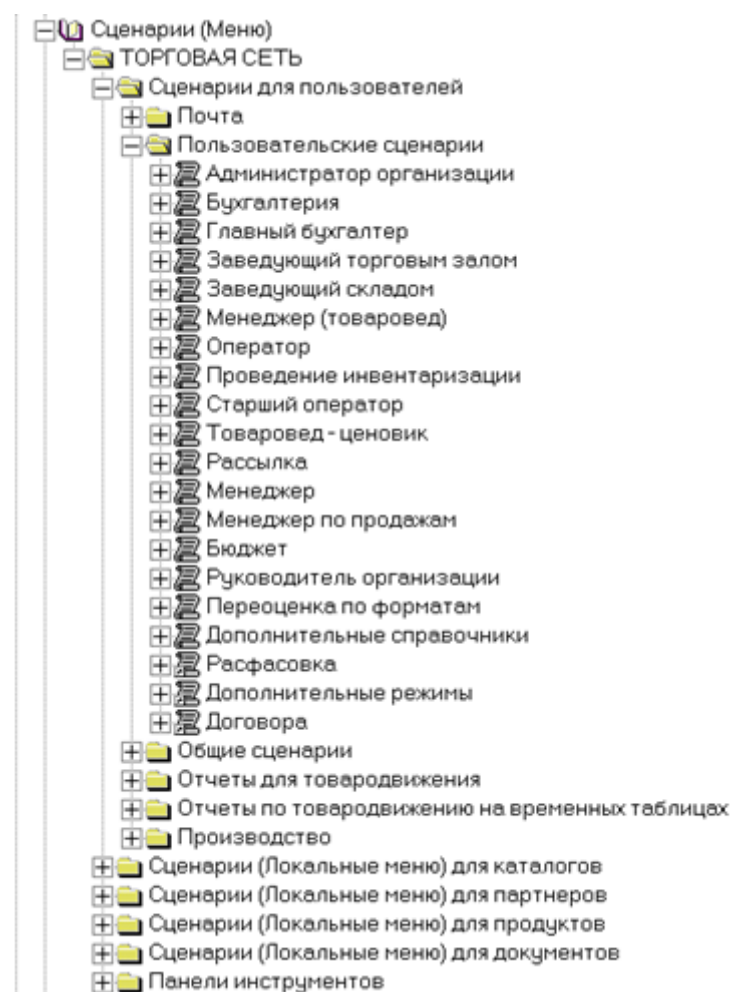 Сценарии (Меню)
ТОРГОВАЯ СЕТЬ
Сценарии для пользователей
Почта
Пользовательские сценарии
Администратор организации
Бухгалтерия
Главный бухгалтер
Заведующий торговым залом
Заведующий складом
Менеджер (товаровед)
Оператор
Проведение инвентаризации
Старший оператор
Товаровед - ценовик
Рассылка
Менеджер
Менеджер по продажам
Бюджет
Руководитель организации
Переоценка по форматам
Дополнительные справочники
Расфасовка
Дополнительные режимы
Договора
Общие сценарии
Отчеты для товародвижения
Отчеты по товародвижению на временных таблицах
Производство
Сценарии (Локальные меню) для каталогов
Сценарии (Локальные меню) для партнеров
Сценарии (Локальные меню) для продуктов
Сценарии (Локальные меню) для документов
Панели инструментов